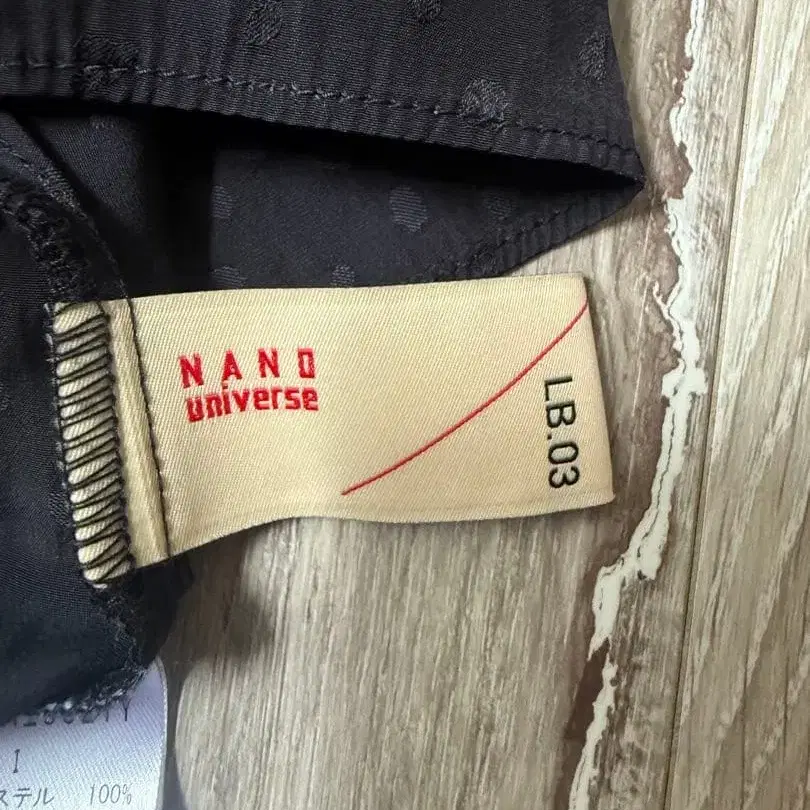 NANO
universe
LB.03
I
ステル 100%